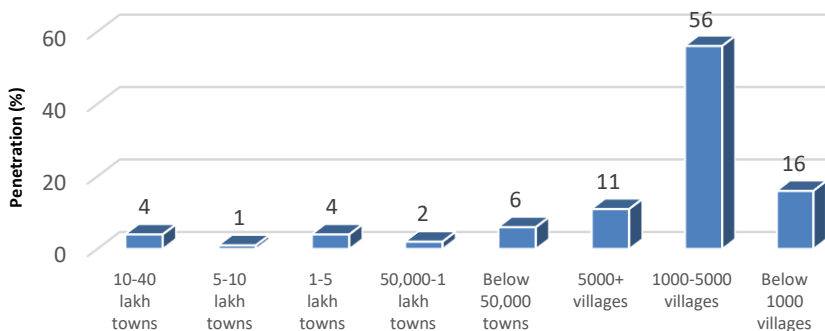 Penetration (%)
60
40
20
0
4
1
4
2
6
11
56
16
10-40
lakh
towns
5-10
lakh
towns
1-5
lakh
towns
50,000-1
lakh
towns
Below
50,000
towns
5000+
villages
1000-5000
villages
Below
1000
villages